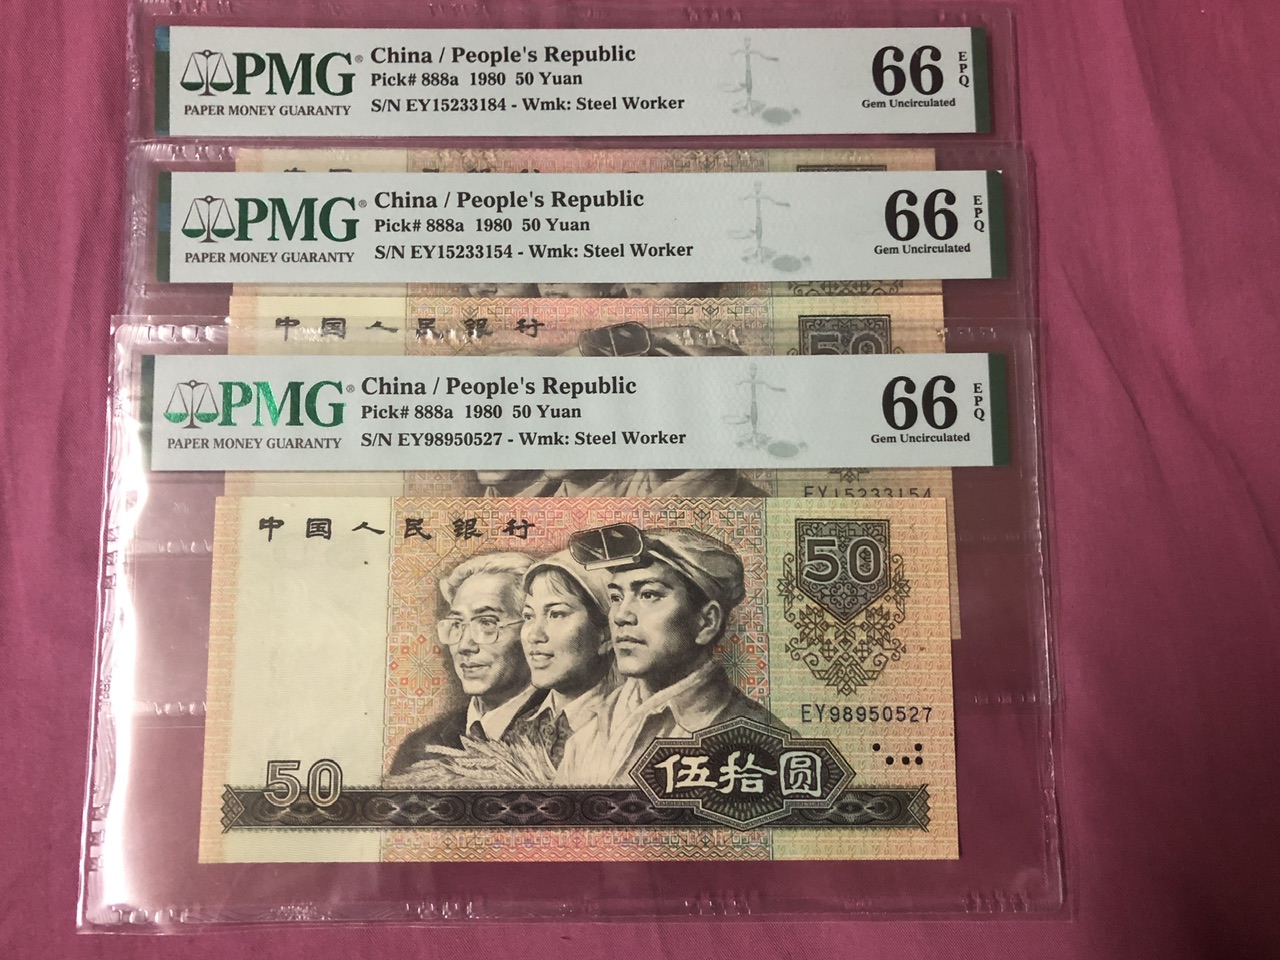 PMG®
PAPER MONEY GUARANTY
China / People's Republic
Pick# 888a 1980 50 Yuan
S/N EY15233184 - Wmk: Steel Worker
66 EPQ
Gem Uncirculated
PMG®
PAPER MONEY GUARANTY
China / People's Republic
Pick# 888a 1980 50 Yuan
S/N EY15233154 - Wmk: Steel Worker
66 EPQ
Gem Uncirculated
中国人民银行
50
PMG®
PAPER MONEY GUARANTY
China / People's Republic
Pick# 888a 1980 50 Yuan
S/N EY98950527 - Wmk: Steel Worker
66 EPQ
Gem Uncirculated
EY15233154
中国人民银行
50
EY98950527
50
伍拾圆